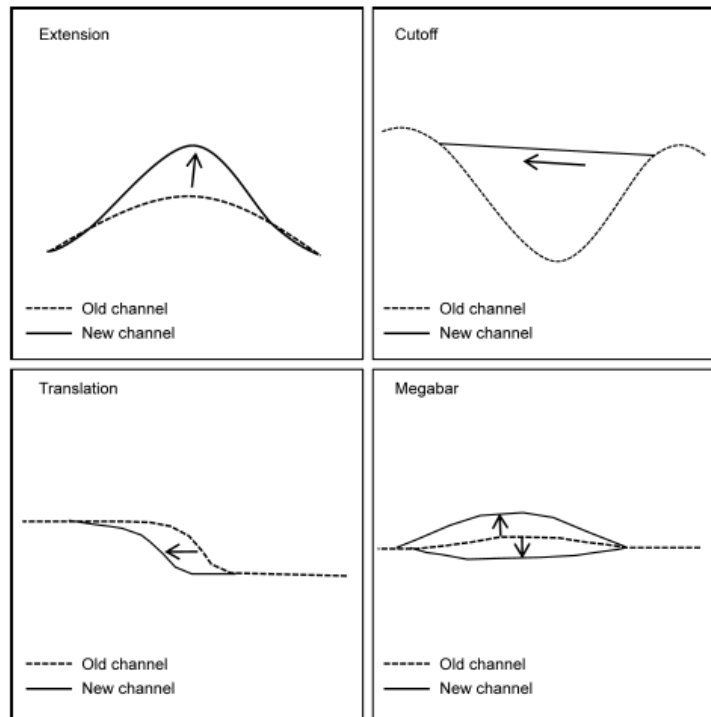 Extension
Old channel
New channel
Cutoff
Old channel
New channel
Translation
Old channel
New channel
Megabar
Old channel
New channel